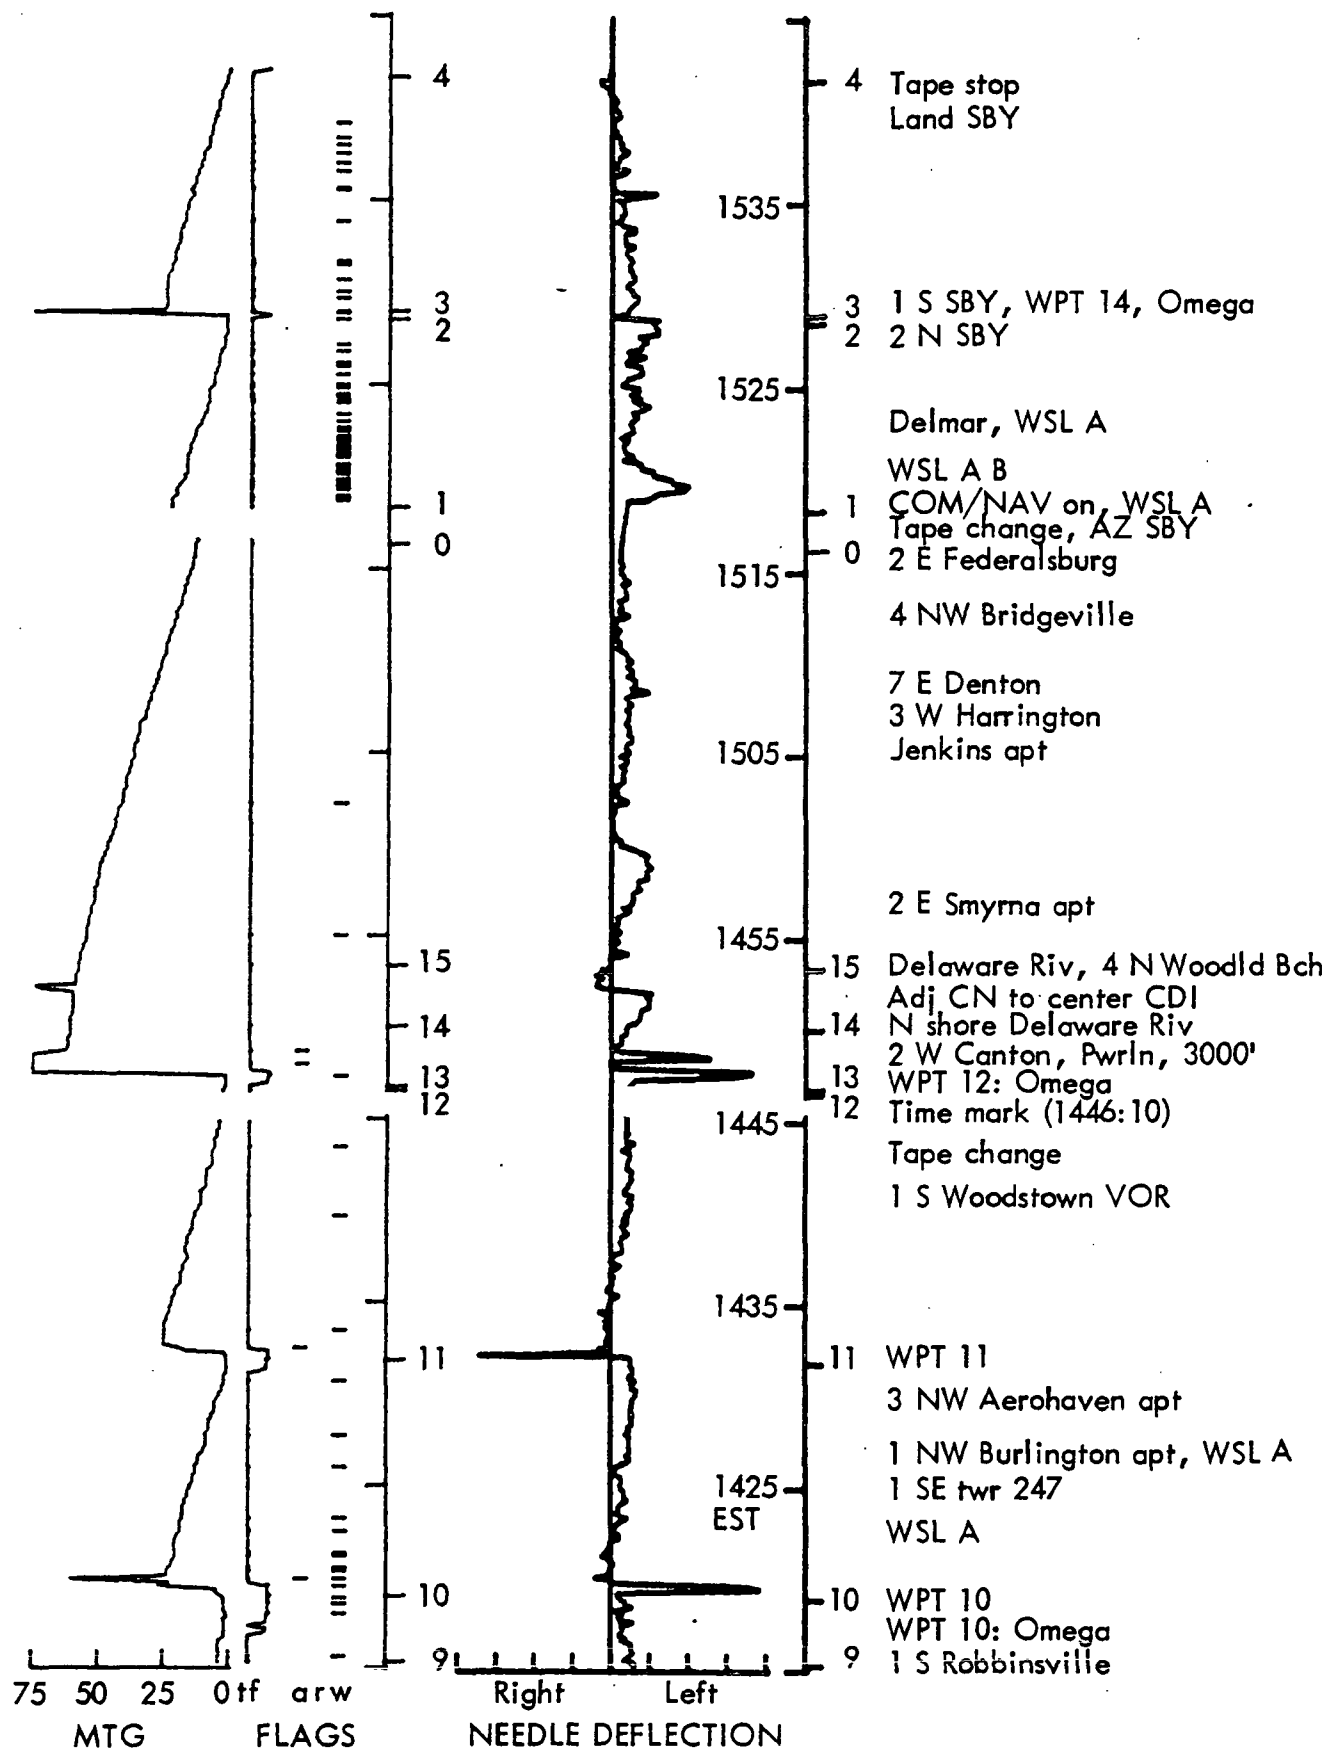 4 4 Tape stop
Land SBY
1535
3 3 1 S SBY, WPT 14, Omega
2 2 2 N SBY
1525
Delmar, WSL A
WSL A B
1 1 COM/NAV on, WSL A
Tape change, AZ SBY
0 0 2 E Federalsburg
1515
4 NW Bridgeville
7 E Denton
3 W Harrington
1505 Jenkins apt
2 E Smyrna apt
1455
15 15 Delaware Riv, 4 N Woodld Bch
Adj CN to center CDI
14 14 N shore Delaware Riv
2 W Canton, Pwrln, 3000'
13 13 WPT 12: Omega
12 12 Time mark (1446:10)
1445
Tape change
1 S Woodstown VOR
1435
11 11 WPT 11
3 NW Aerohaven apt
1 NW Burlington apt, WSL A
1425 1 SE twr 247
EST
WSL A
10 10 WPT 10
WPT 10: Omega
9 9 1 S Robbinsville
75 50 25 0 tf a r w Right Left
MTG FLAGS NEEDLE DEFLECTION